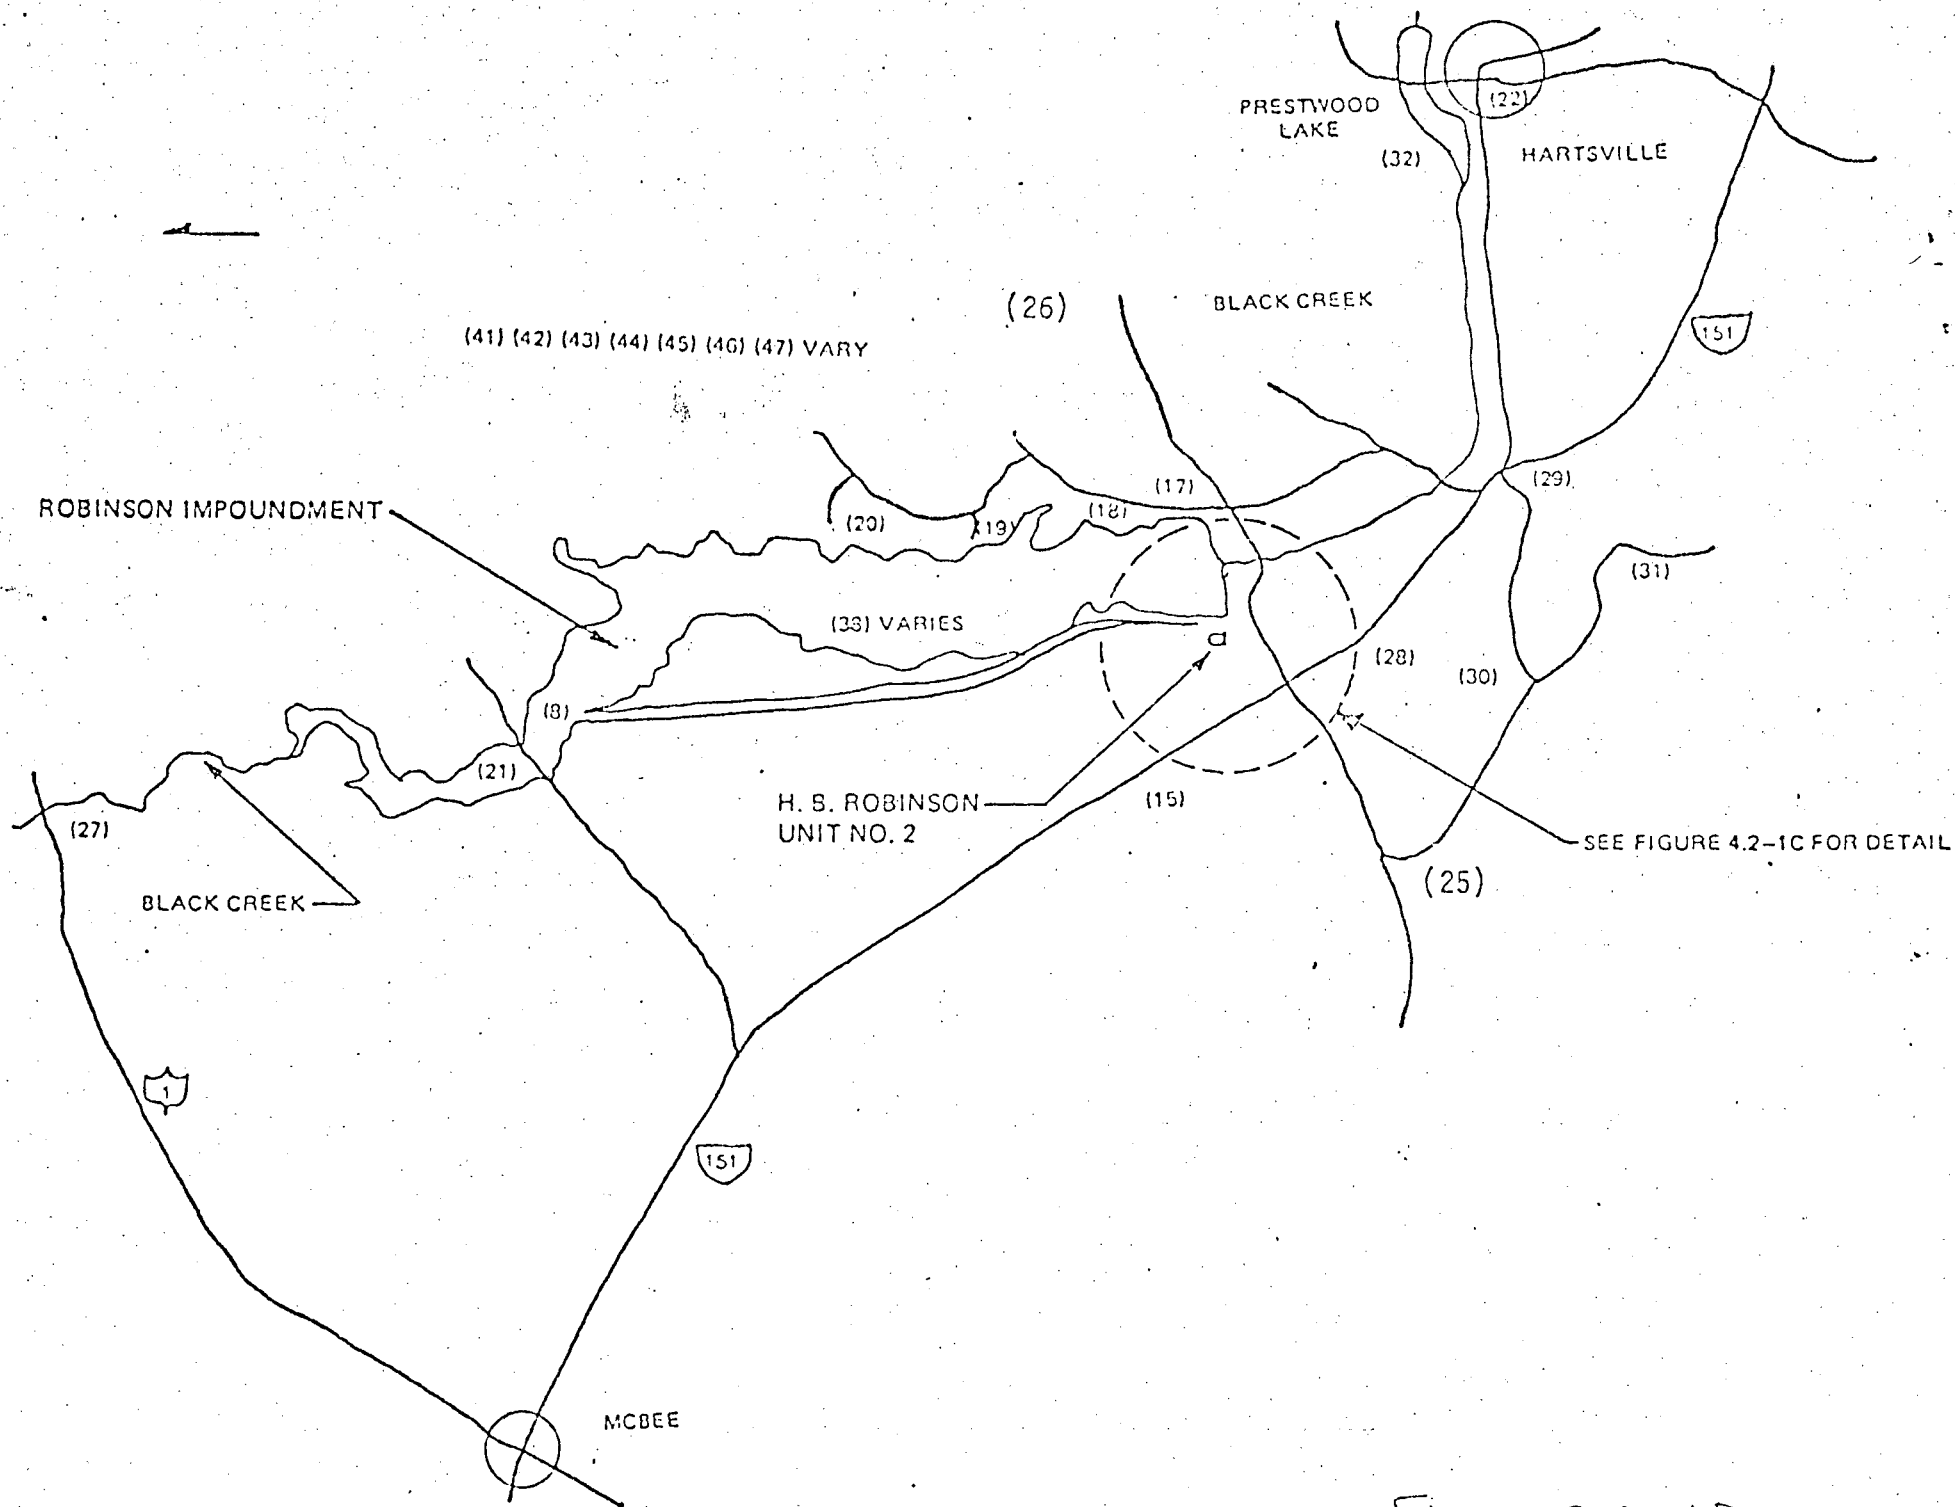 (22)
PRESTWOOD
LAKE
(32)
HARTSVILLE
(26)
BLACK CREEK
151
(41) (42) (43) (44) (45) (46) (47) VARY
(17)
(29)
ROBINSON IMPOUNDMENT
(20)
(19)
(18)
(31)
(38) VARIES
(28)
(30)
(8)
(21)
H. B. ROBINSON
UNIT NO. 2
(15)
(27)
SEE FIGURE 4.2-1C FOR DETAIL
(25)
BLACK CREEK
1
151
MCBEE